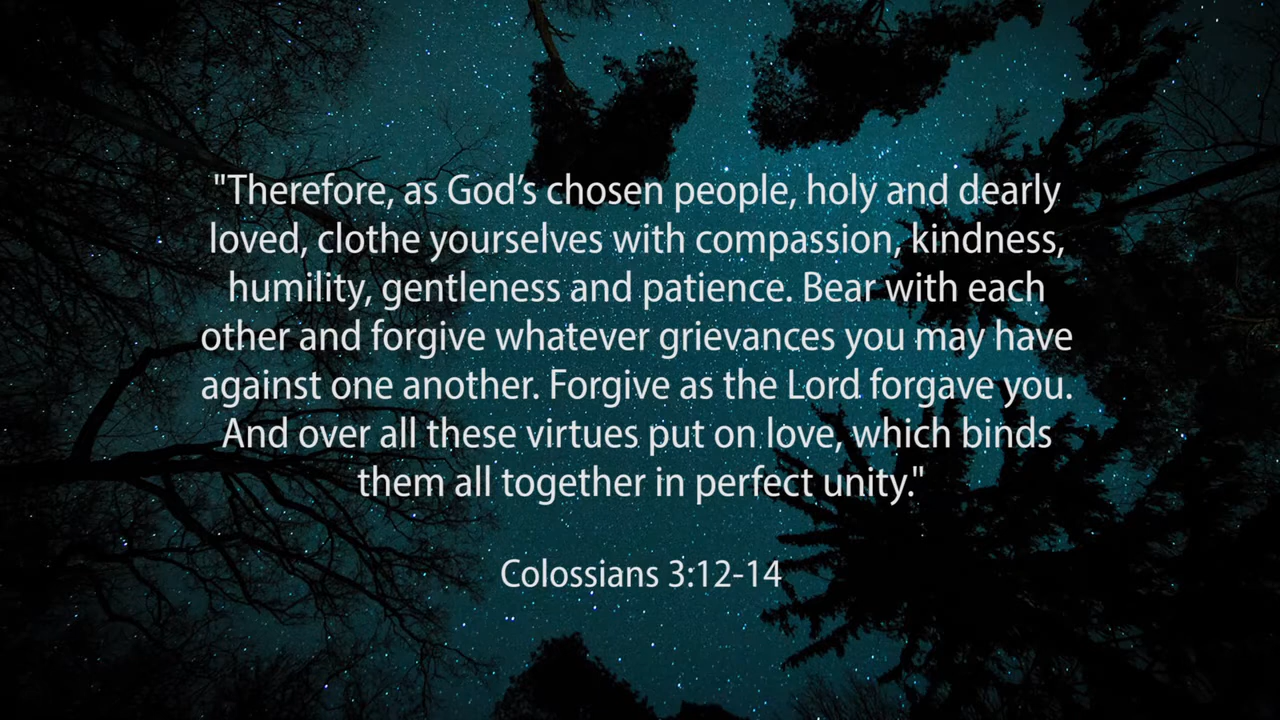 "Therefore, as God’s chosen people, holy and dearly
loved, clothe yourselves with compassion, kindness,
humility, gentleness and patience. Bear with each
other and forgive whatever grievances you may have
against one another. Forgive as the Lord forgave you.
And over all these virtues put on love, which binds
them all together in perfect unity."
Colossians 3:12-14